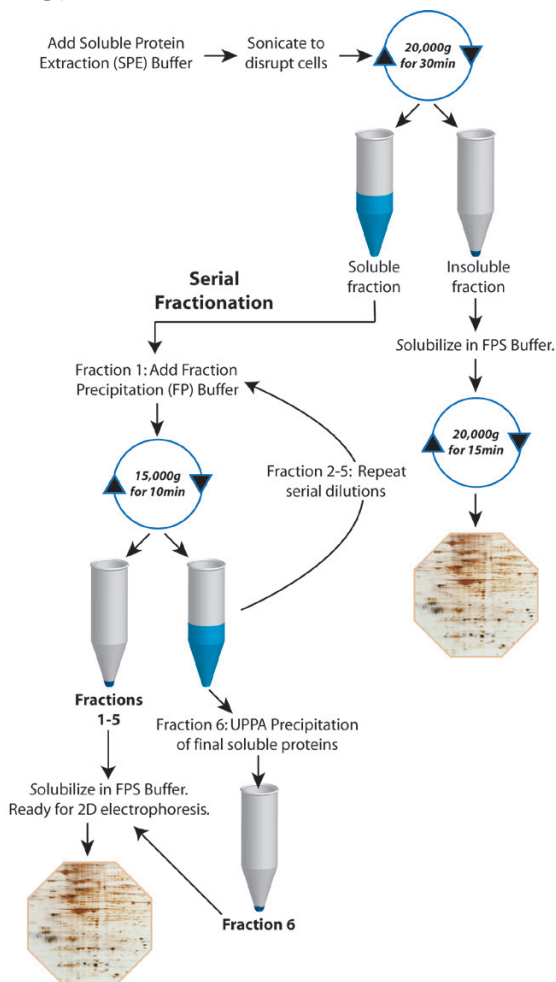 Add Soluble Protein
Extraction (SPE) Buffer
Sonicate to
disrupt cells
20,000g
for 30min
Soluble
fraction
Insoluble
fraction
Serial
Fractionation
Solubilize in FPS Buffer.
Fraction 1: Add Fraction
Precipitation (FP) Buffer
20,000g
for 15min
15,000g
for 10min
Fraction 2-5: Repeat
serial dilutions
Fractions
1-5
Fraction 6: UPPA Precipitation
of final soluble proteins
Solubilize in FPS Buffer.
Ready for 2D electrophoresis.
Fraction 6